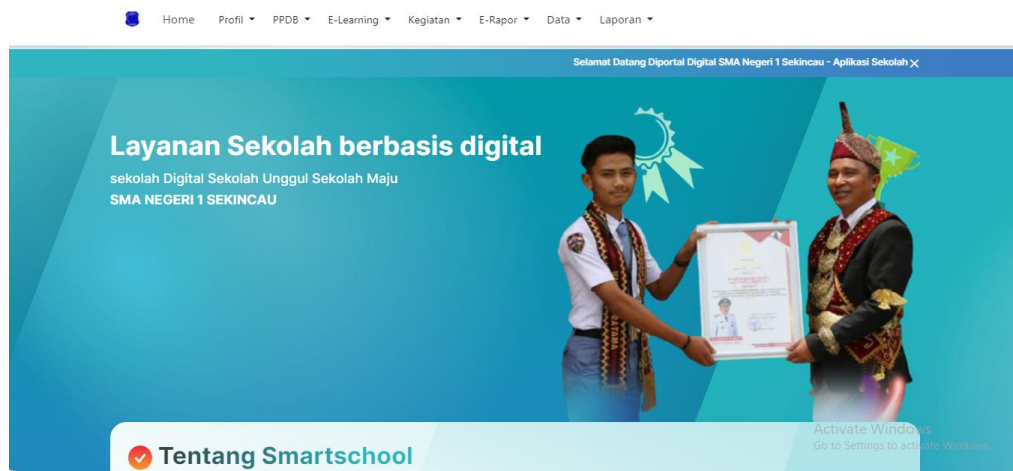 Home Profil PPDB E-Learning Kegiatan E-Rapor Data Laporan
Selamat Datang Diportal Digital SMA Negeri 1 Sekincau - Aplikasi Sekolah
Layanan Sekolah berbasis digital
sekolah Digital Sekolah Unggul Sekolah Maju
SMA NEGERI 1 SEKINCAU
Activate Windows
Go to Settings to activate Windows.
Tentang Smartschool